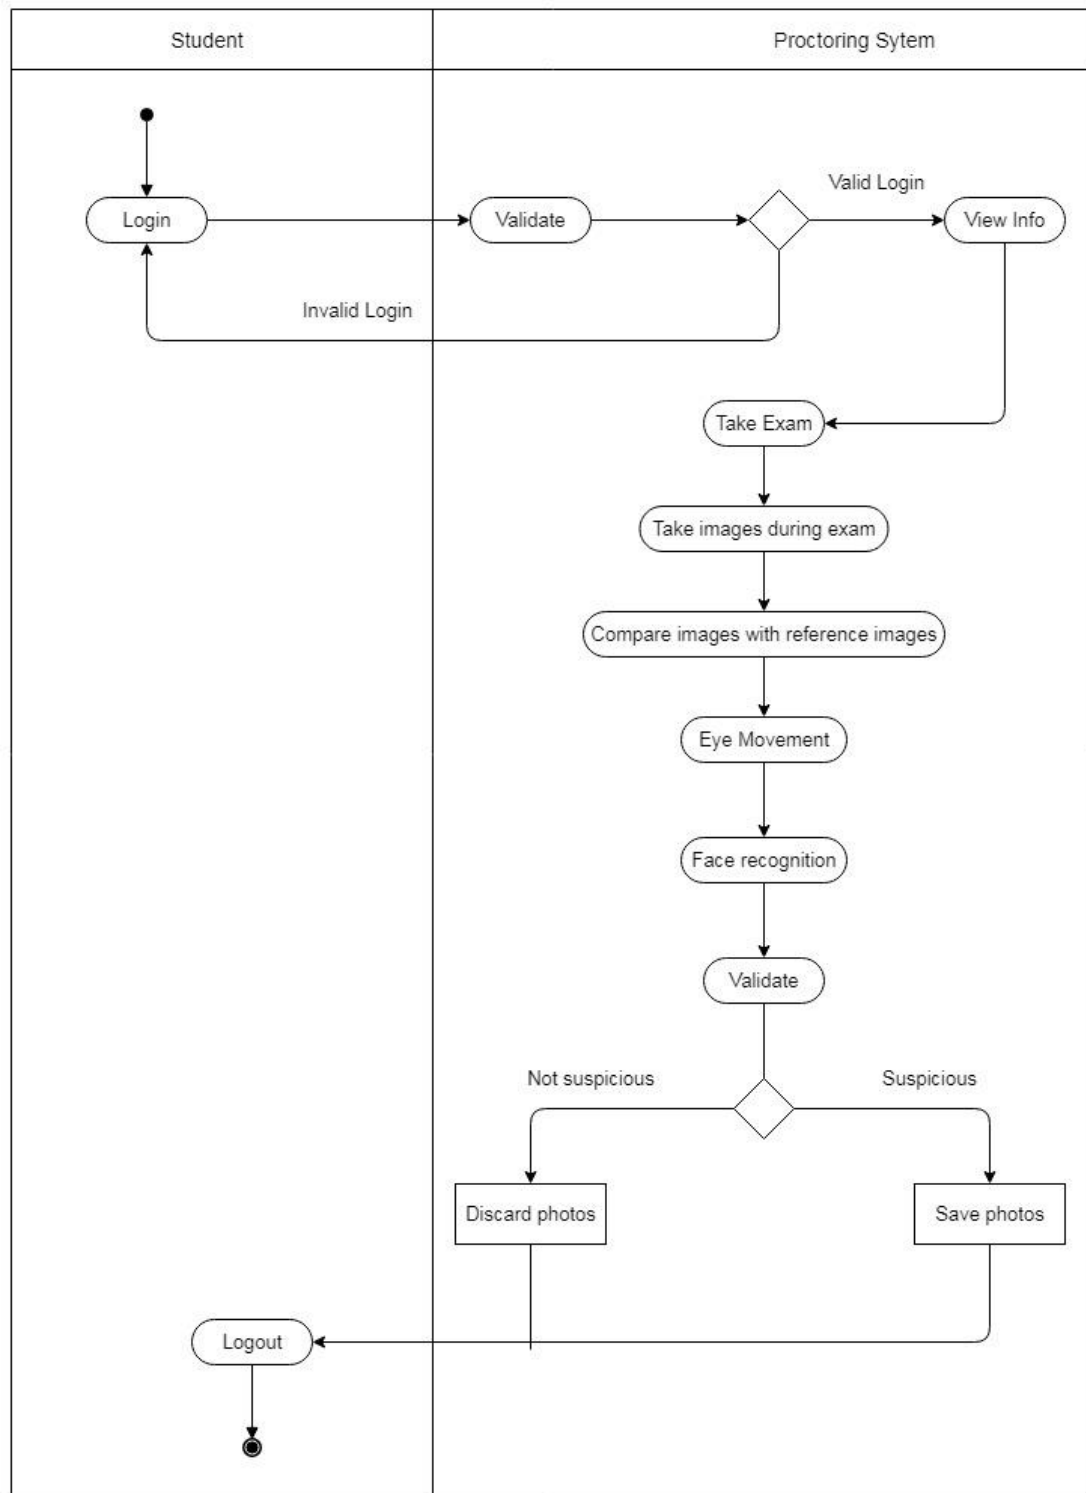 Student
Proctoring Sytem
Valid Login
Login
Validate
View Info
Invalid Login
Take Exam
Take images during exam
Compare images with reference images
Eye Movement
Face recognition
Validate
Not suspicious
Suspicious
Discard photos
Save photos
Logout